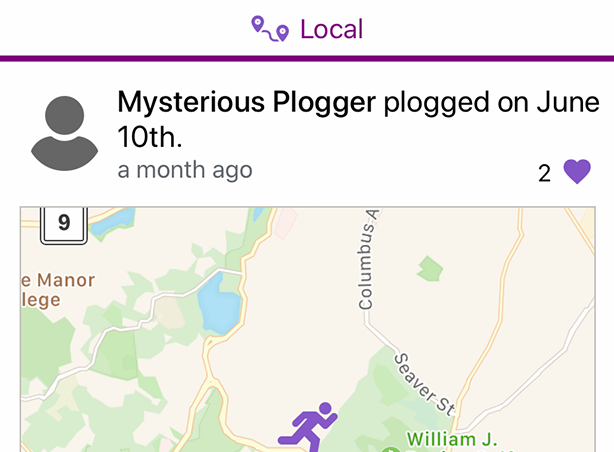 Local
Mysterious Plogger plogged on June
10th.
a month ago
2
9
Columbus A
e Manor
llege
Seaver St
William J.